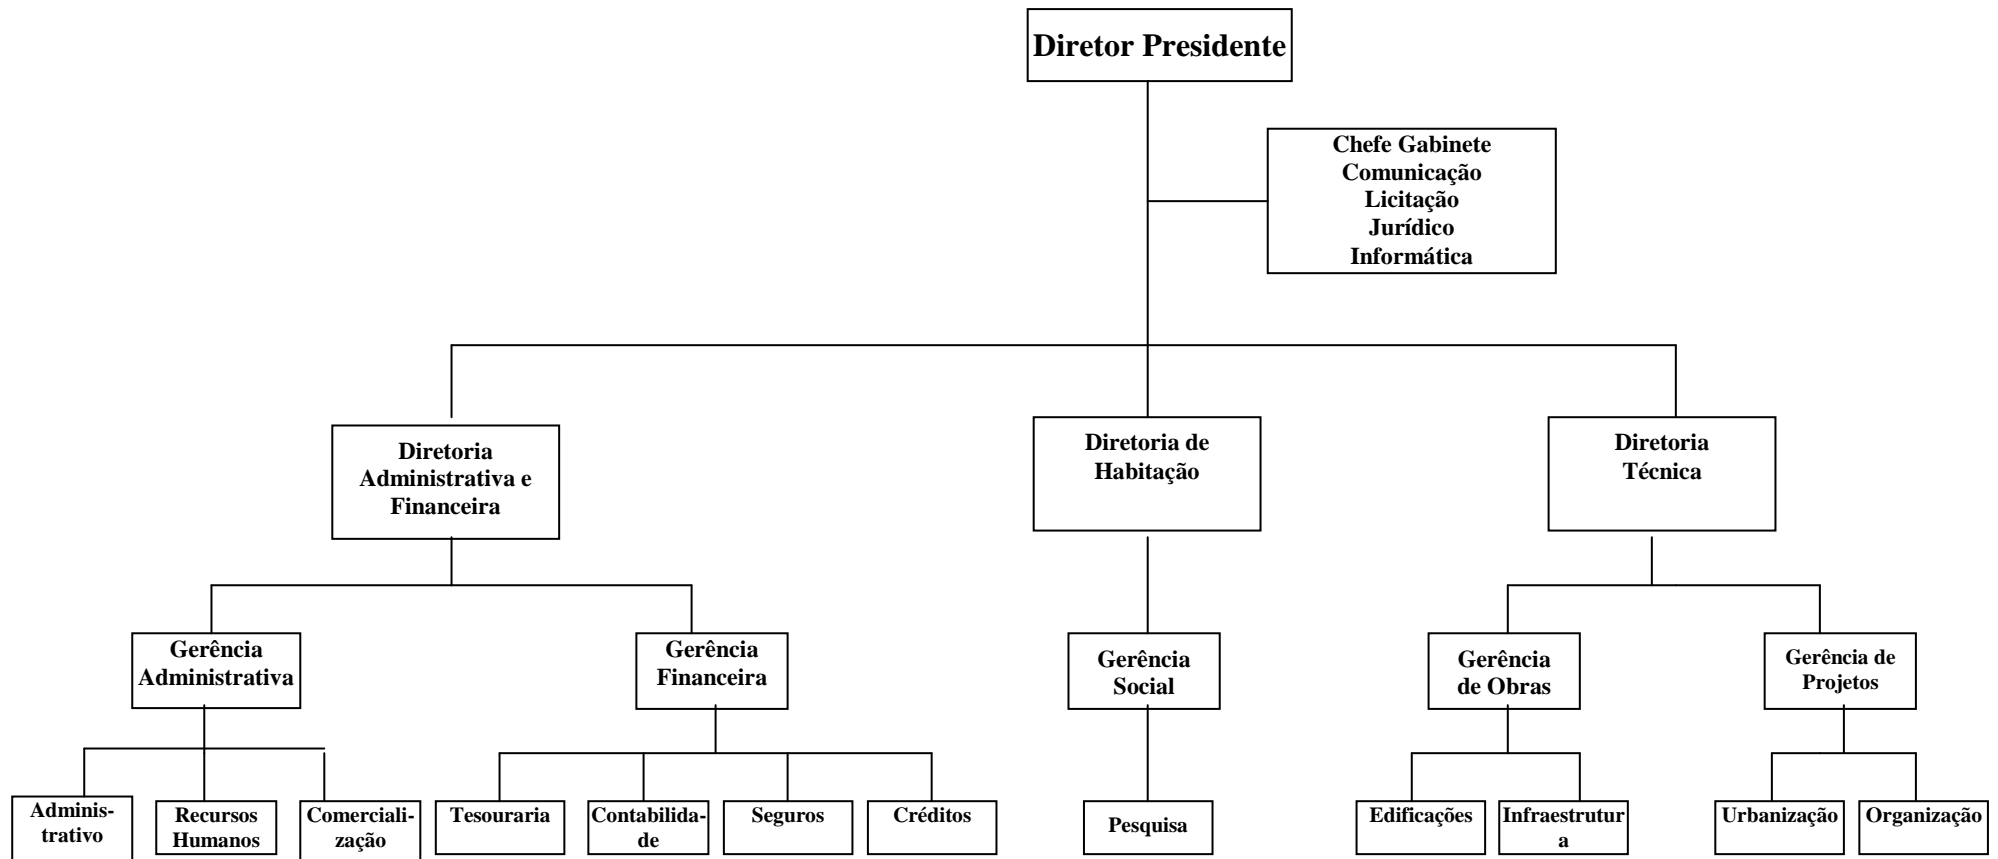 Diretor Presidente
Chefe Gabinete
Comunicação
Licitação
Jurídico
Informática
Diretoria
Administrativa e
Financeira
Diretoria de
Habitação
Diretoria
Técnica
Gerência
Administrativa
Gerência
Financeira
Gerência
Social
Gerência
de Obras
Gerência de
Projetos
Adminis-
trativo
Recursos
Humanos
Comerciali-
zação
Tesouraria
Contabilida-
de
Seguros
Créditos
Pesquisa
Edificações
Infraestrutur
a
Urbanização
Organização